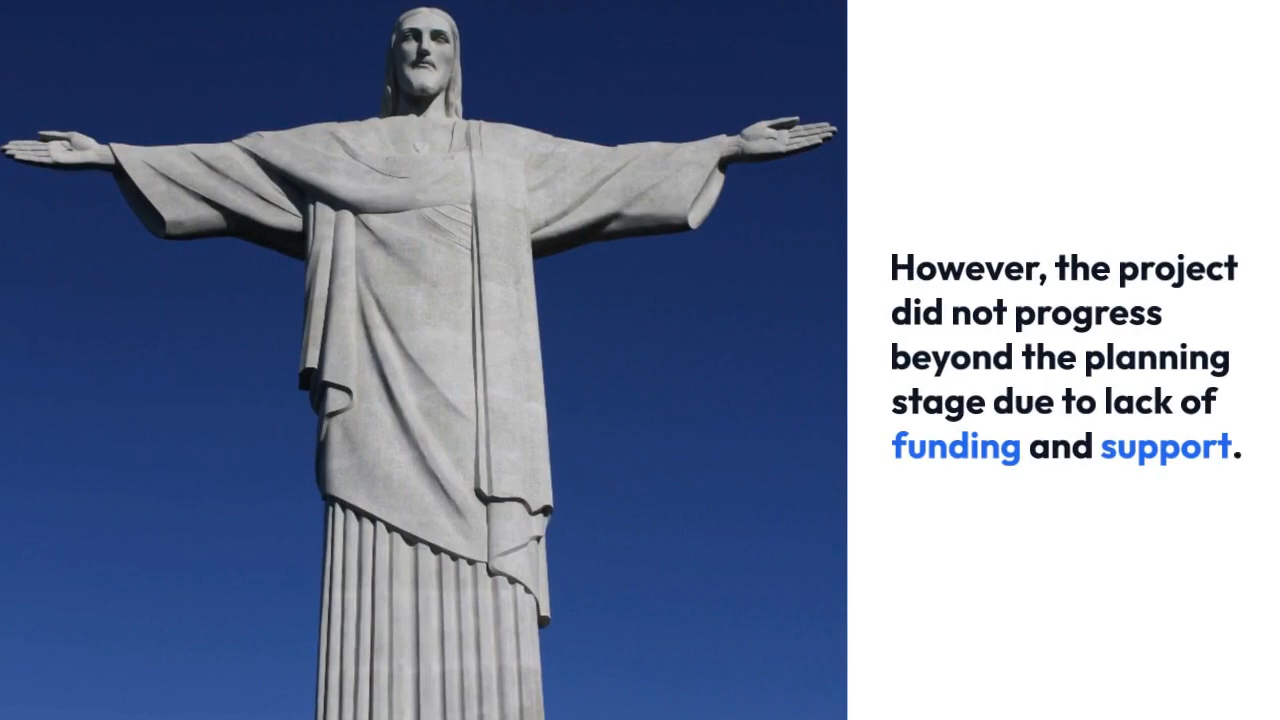 However, the project
did not progress
beyond the planning
stage due to lack of
funding and support.